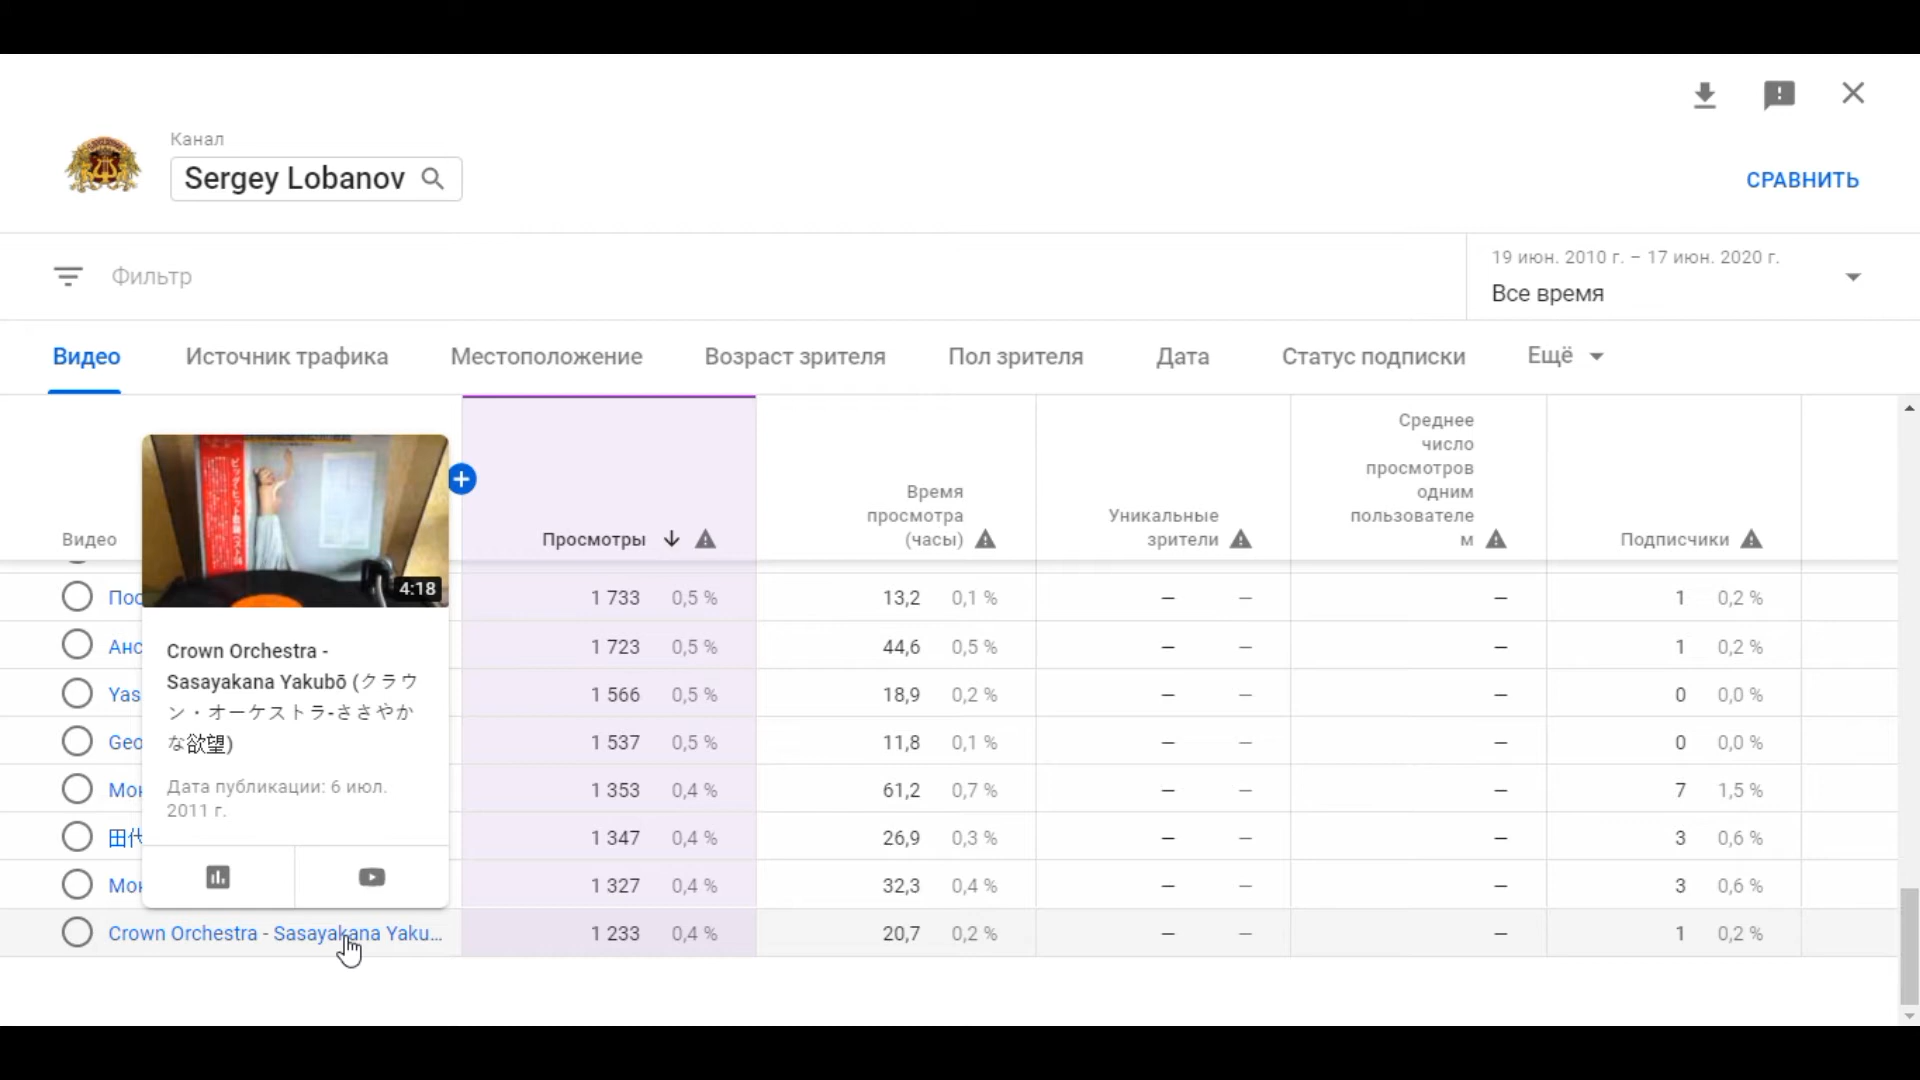 Канал
Sergey Lobanov
СРАВНИТЬ
Фильтр
19 июн. 2010 г. – 17 июн. 2020 г.
Все время
Видео
Источник трафика
Местоположение
Возраст зрителя
Пол зрителя
Дата
Статус подписки
Ещё
Видео
Просмотры
Время
просмотра
(часы)
Уникальные
зрители
Среднее
число
просмотров
одним
пользователе
м
Подписчики
4:18
Crown Orchestra -
Sasayakana Yakubō (クラウ
ン・オーケストラ-ささやか
な欲望)
Дата публикации: 6 июл.
2011 г.
Пос 1 733 0,5 % 13,2 0,1 % – – – 1 0,2 %
Анс 1 723 0,5 % 44,6 0,5 % – – – 1 0,2 %
Yas 1 566 0,5 % 18,9 0,2 % – – – 0 0,0 %
Geo 1 537 0,5 % 11,8 0,1 % – – – 0 0,0 %
Мон 1 353 0,4 % 61,2 0,7 % – – – 7 1,5 %
田代 1 347 0,4 % 26,9 0,3 % – – – 3 0,6 %
Мон 1 327 0,4 % 32,3 0,4 % – – – 3 0,6 %
Crown Orchestra - Sasayakana Yaku... 1 233 0,4 % 20,7 0,2 % – – – 1 0,2 %